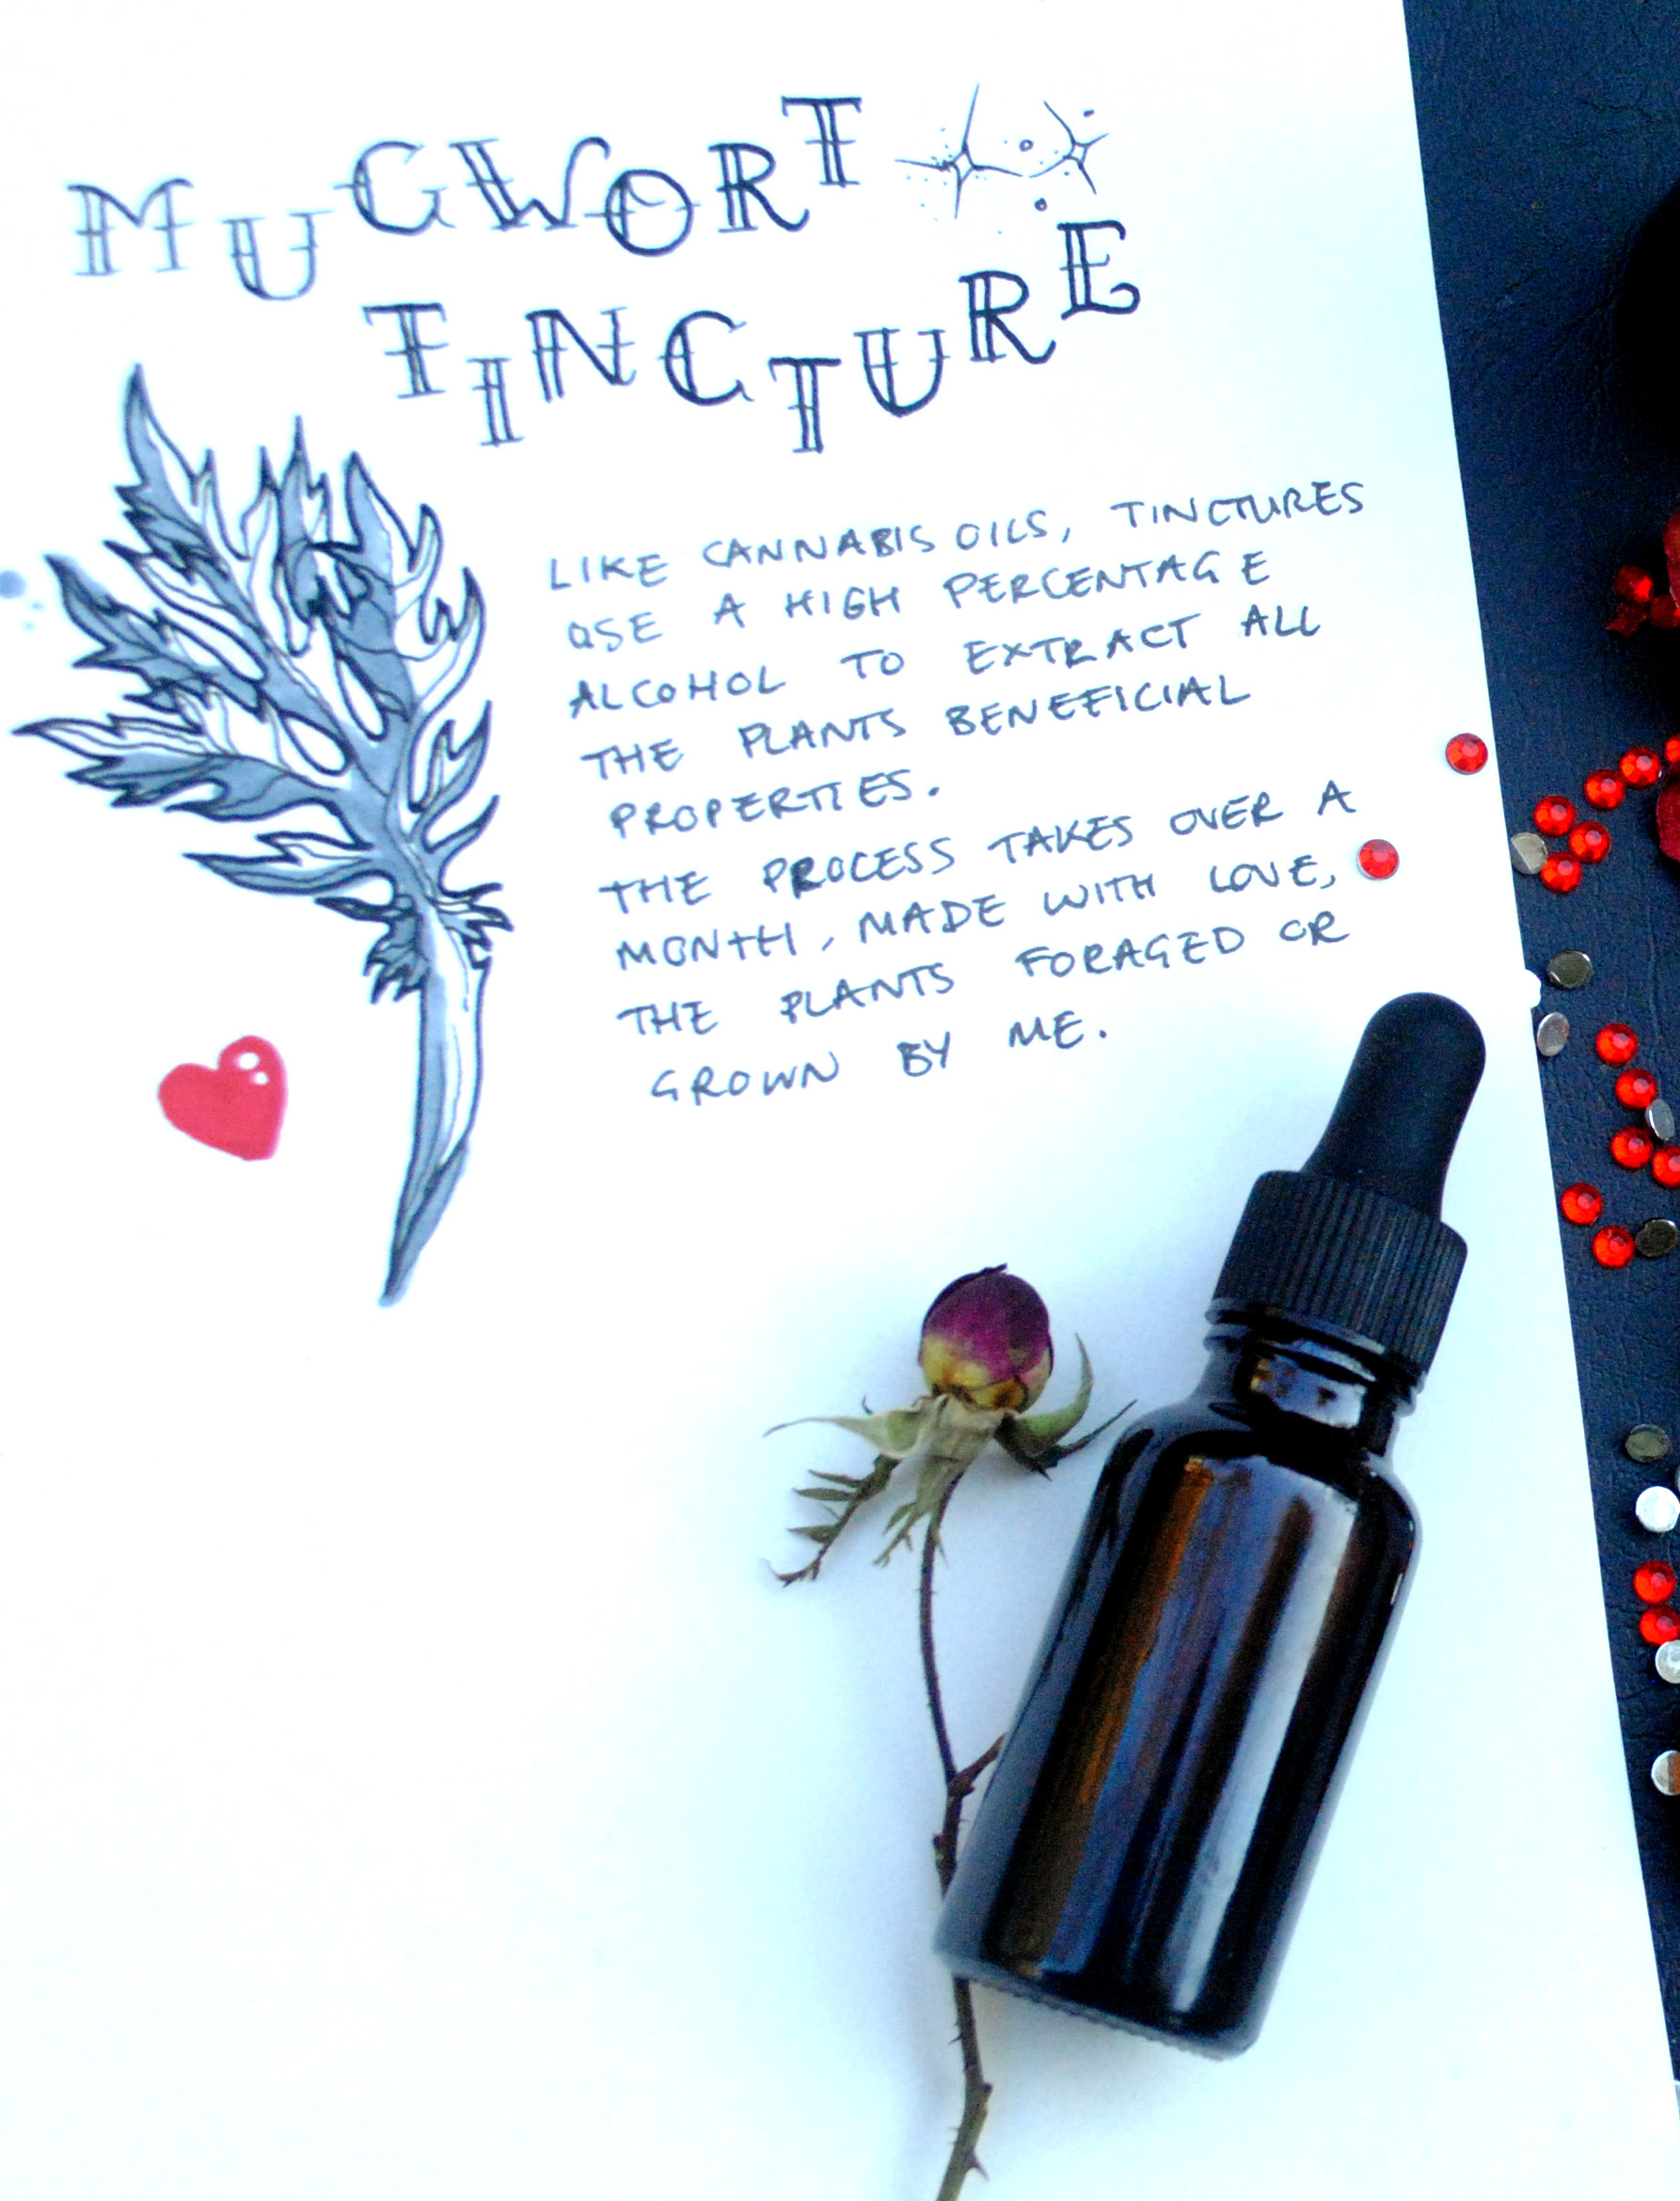 MUGWORT
TINCTURE
LIKE CANNABIS OILS, TINCTURES
USE A HIGH PERCENTAGE
ALCOHOL TO EXTRACT ALL
THE PLANTS BENEFICIAL
PROPERTIES.
THE PROCESS TAKES OVER A
MONTH, MADE WITH LOVE,
THE PLANTS FORAGED OR
GROWN BY ME.